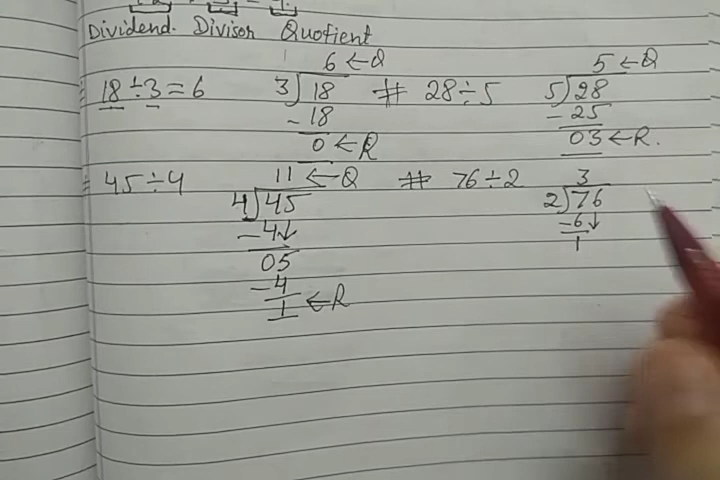 Dividend. Divisor Quotient
18 ÷ 3 = 6
6 ← Q
3)18
- 18
0 ← R
# 28 ÷ 5
5 ← Q
5)28
- 25
03 ← R.
45 ÷ 4
11 ← Q
4)45
- 4↓
05
- 4
1 ← R
# 76 ÷ 2
3
2)76
- 6↓
1